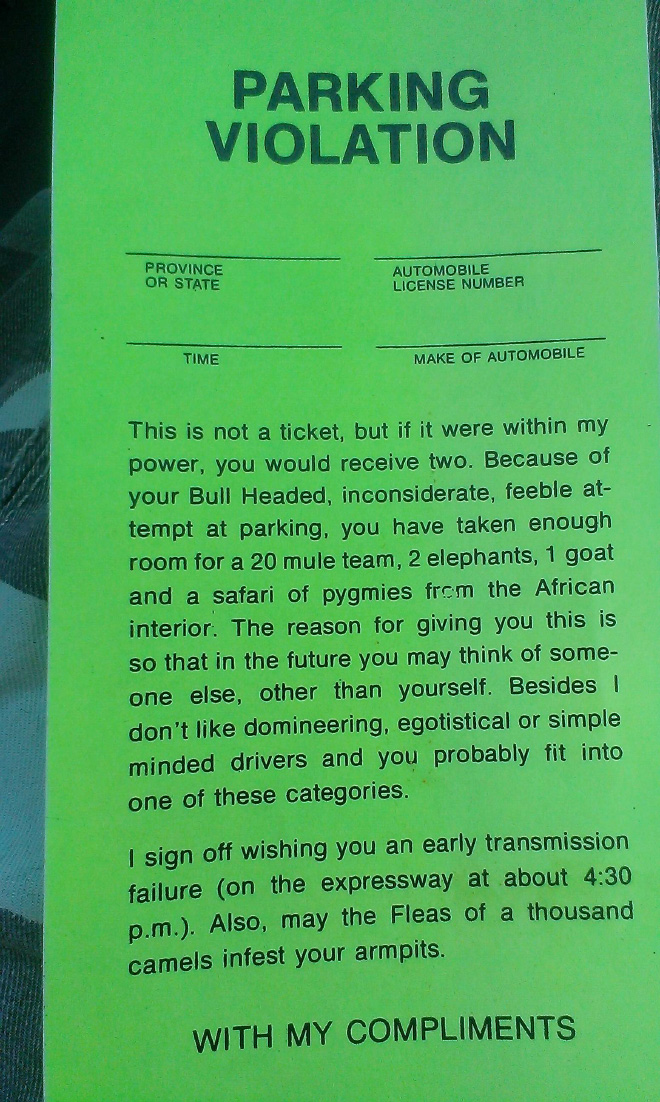 PARKING
VIOLATION
PROVINCE
OR STATE
AUTOMOBILE
LICENSE NUMBER
TIME
MAKE OF AUTOMOBILE
This is not a ticket, but if it were within my
power, you would receive two. Because of
your Bull Headed, inconsiderate, feeble at-
tempt at parking, you have taken enough
room for a 20 mule team, 2 elephants, 1 goat
and a safari of pygmies from the African
interior. The reason for giving you this is
so that in the future you may think of some-
one else, other than yourself. Besides I
don't like domineering, egotistical or simple
minded drivers and you probably fit into
one of these categories.
I sign off wishing you an early transmission
failure (on the expressway at about 4:30
p.m.). Also, may the Fleas of a thousand
camels infest your armpits.
WITH MY COMPLIMENTS